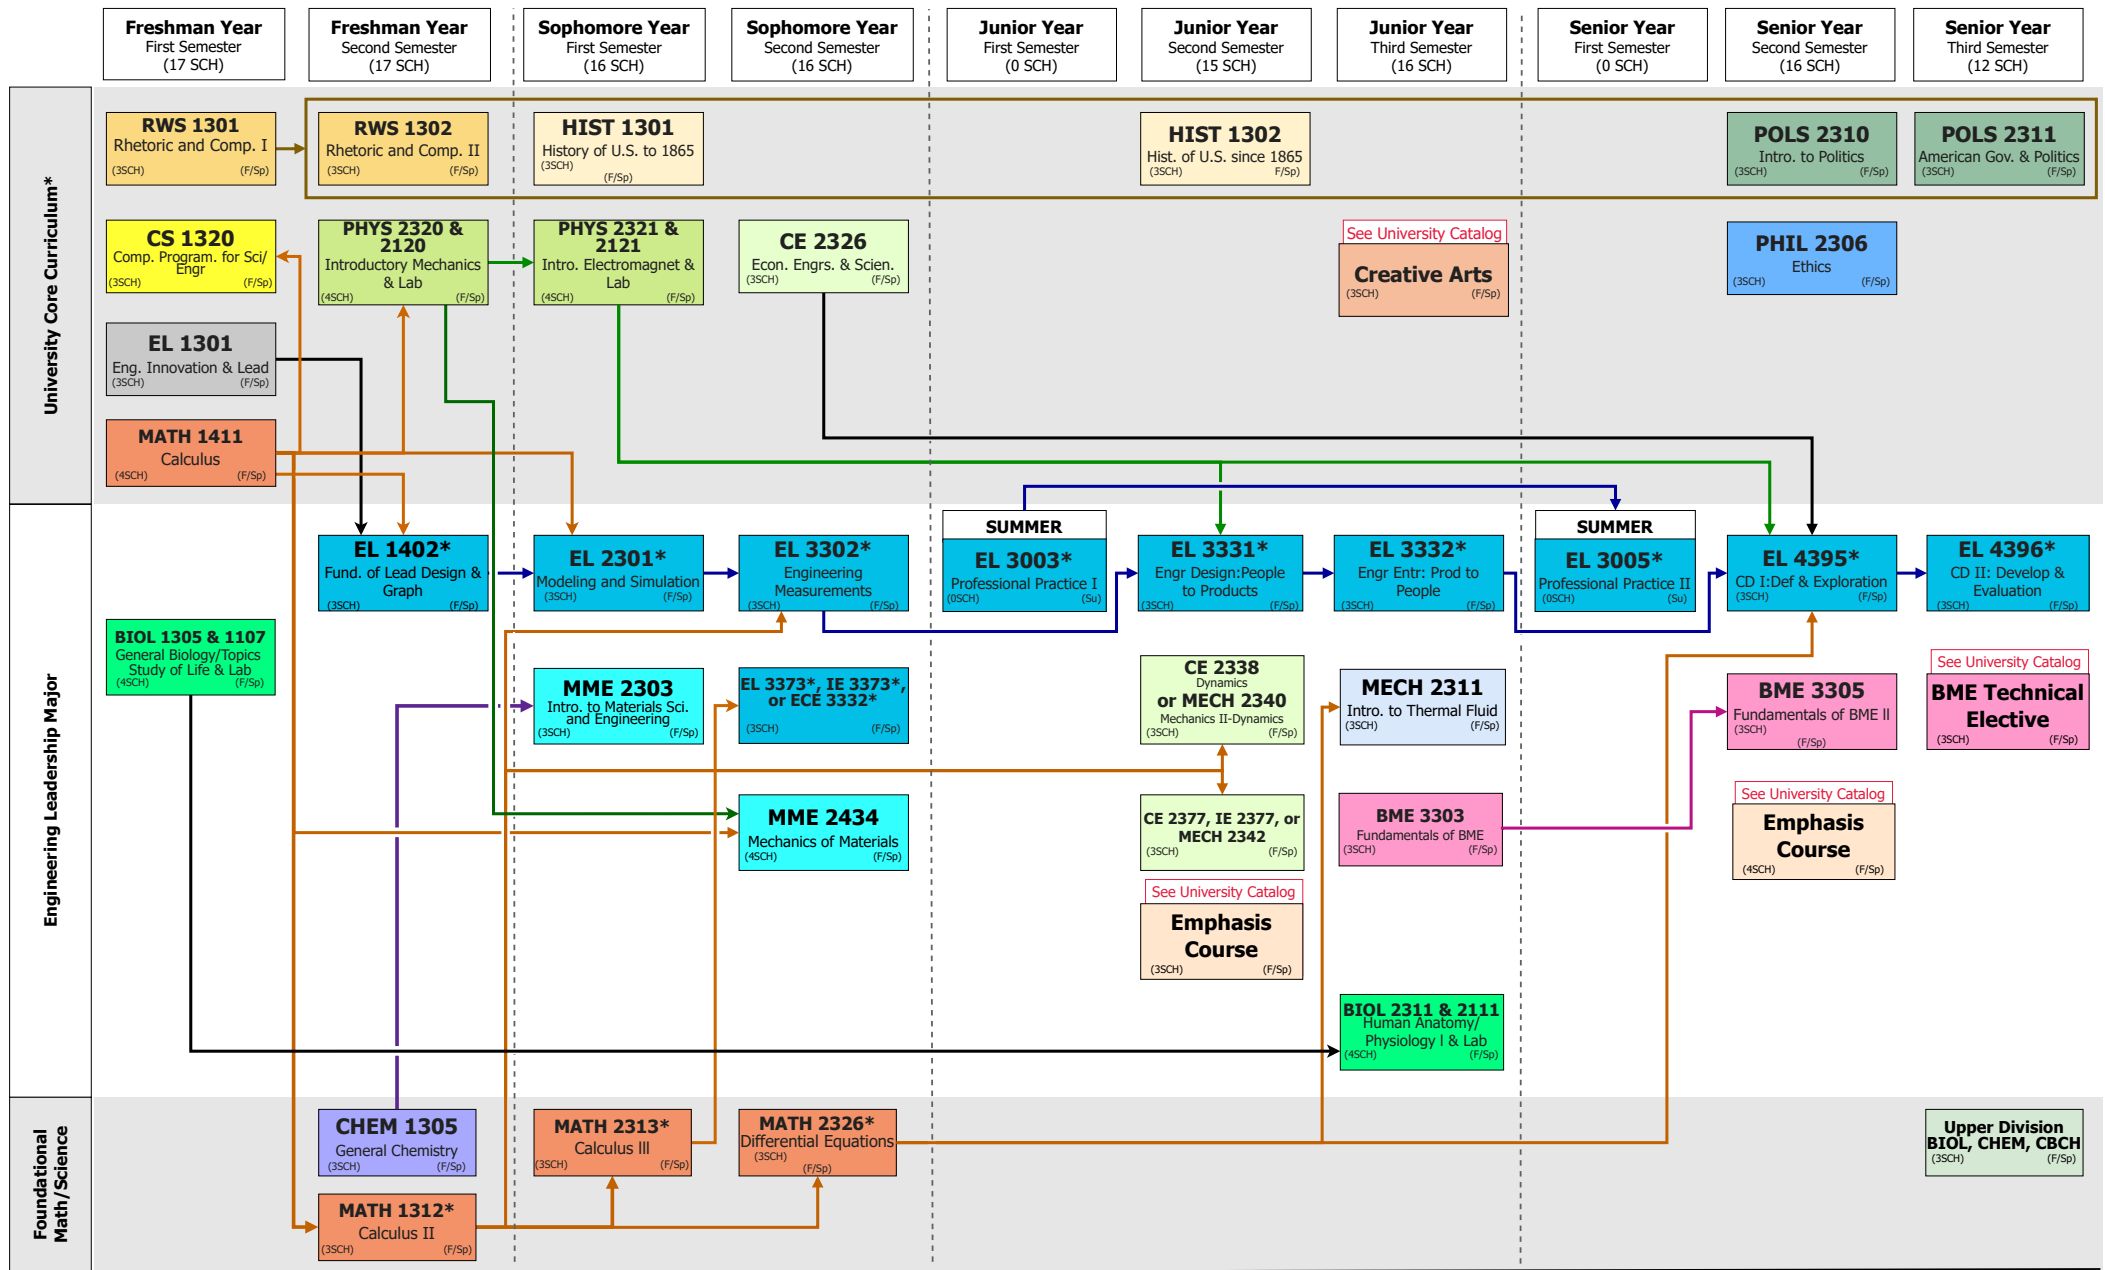 Freshman Year
First Semester
(17 SCH)
Freshman Year
Second Semester
(17 SCH)
Sophomore Year
First Semester
(16 SCH)
Sophomore Year
Second Semester
(16 SCH)
Junior Year
First Semester
(0 SCH)
Junior Year
Second Semester
(15 SCH)
Junior Year
Third Semester
(16 SCH)
Senior Year
First Semester
(0 SCH)
Senior Year
Second Semester
(16 SCH)
Senior Year
Third Semester
(12 SCH)
University Core Curriculum*
RWS 1301
Rhetoric and Comp. I
(3SCH) (F/Sp)
RWS 1302
Rhetoric and Comp. II
(3SCH) (F/Sp)
HIST 1301
History of U.S. to 1865
(3SCH)
(F/Sp)
HIST 1302
Hist. of U.S. since 1865
(3SCH) F/Sp)
POLS 2310
Intro. to Politics
(3SCH) (F/Sp)
POLS 2311
American Gov. & Politics
(3SCH) (F/Sp)
CS 1320
Comp. Program. for Sci/
Engr
(3SCH) (F/Sp)
PHYS 2320 &
2120
Introductory Mechanics
& Lab
(4SCH) (F/Sp)
PHYS 2321 &
2121
Intro. Electromagnet &
Lab
(4SCH) (F/Sp)
CE 2326
Econ. Engrs. & Scien.
(3SCH) (F/Sp)
See University Catalog
Creative Arts
(3SCH) (F/Sp)
PHIL 2306
Ethics
(3SCH) (F/Sp)
EL 1301
Eng. Innovation & Lead
(3SCH) (F/Sp)
MATH 1411
Calculus
(4SCH) (F/Sp)
Engineering Leadership Major
EL 1402*
Fund. of Lead Design &
Graph
(3SCH) (F/Sp)
EL 2301*
Modeling and Simulation
(3SCH) (F/Sp)
EL 3302*
Engineering
Measurements
(3SCH) (F/Sp)
SUMMER
EL 3003*
Professional Practice I
(0SCH) (Su)
EL 3331*
Engr Design:People
to Products
(3SCH) (F/Sp)
EL 3332*
Engr Entr: Prod to
People
(3SCH) (F/Sp)
SUMMER
EL 3005*
Professional Practice II
(0SCH) (Su)
EL 4395*
CD I:Def & Exploration
(3SCH) (F/Sp)
EL 4396*
CD II: Develop &
Evaluation
(3SCH) (F/Sp)
BIOL 1305 & 1107
General Biology/Topics
Study of Life & Lab
(4SCH) (F/Sp)
MME 2303
Intro. to Materials Sci.
and Engineering
(3SCH) (F/Sp)
EL 3373*, IE 3373*,
or ECE 3332*
(3SCH) (F/Sp)
CE 2338
Dynamics
or MECH 2340
Mechanics II-Dynamics
(3SCH) (F/Sp)
MECH 2311
Intro. to Thermal Fluid
(3SCH) (F/Sp)
BME 3305
Fundamentals of BME ll
(3SCH)
(F/Sp)
See University Catalog
BME Technical
Elective
(3SCH) (F/Sp)
MME 2434
Mechanics of Materials
(4SCH) (F/Sp)
CE 2377, IE 2377, or
MECH 2342
(3SCH) (F/Sp)
BME 3303
Fundamentals of BME
(3SCH) (F/Sp)
See University Catalog
Emphasis
Course
(4SCH) (F/Sp)
See University Catalog
Emphasis
Course
(3SCH) (F/Sp)
BIOL 2311 & 2111
Human Anatomy/
Physiology l & Lab
(4SCH) (F/Sp)
Foundational
Math/Science
CHEM 1305
General Chemistry
(3SCH) (F/Sp)
MATH 2313*
Calculus lll
(3SCH) (F/Sp)
MATH 2326*
Differential Equations
(3SCH)
(F/Sp)
Upper Division
BIOL, CHEM, CBCH
(3SCH) (F/Sp)
MATH 1312*
Calculus II
(3SCH) (F/Sp)